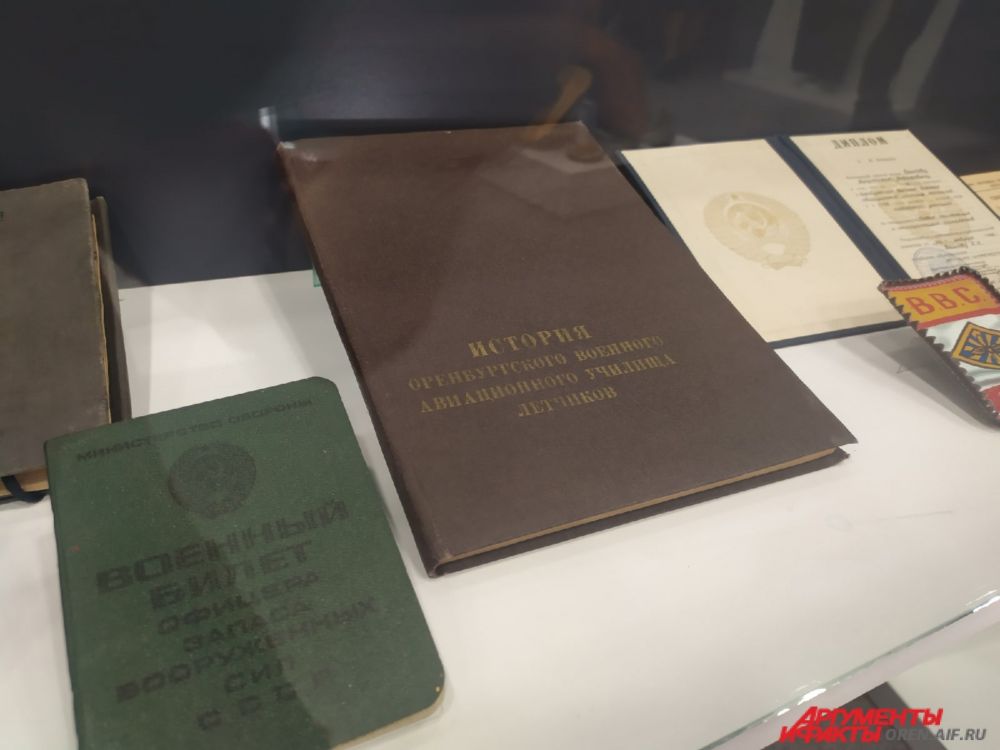 МИНИСТЕРСТВО ОБОРОНЫ
ВОЕННЫЙ
БИЛЕТ
ОФИЦЕРА
ЗАПАСА
ВООРУЖЕННЫХ
СИЛ
СССР
ИСТОРИЯ
ОРЕНБУРГСКОГО ВОЕННОГО
АВИАЦИОННОГО УЧИЛИЩА
ЛЕТЧИКОВ
ДИПЛОМ
В.В.С.
АРГУМЕНТЫ
И ФАКТЫ OREN.AIF.RU